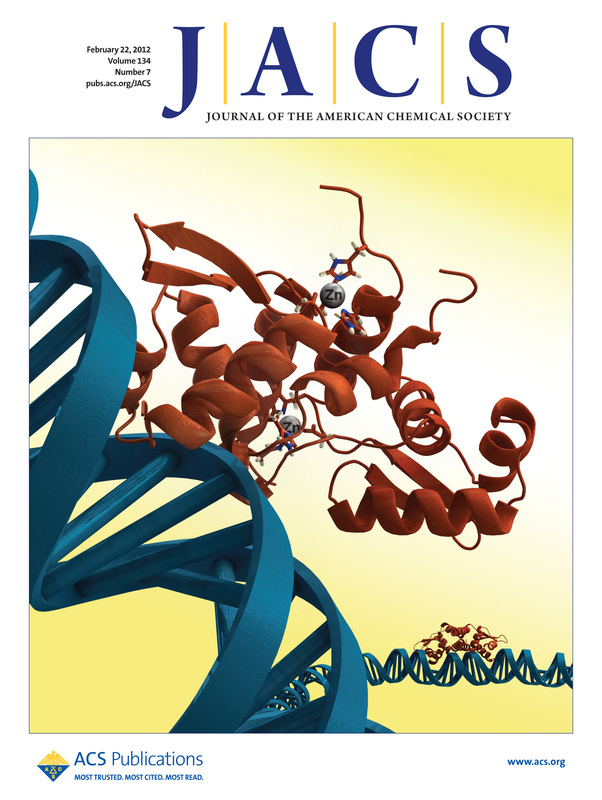 February 22, 2012
Volume 134
Number 7
pubs.acs.org/JACS
J|A|C|S
JOURNAL OF THE AMERICAN CHEMICAL SOCIETY
Zn
Zn
A C S
ACS Publications
MOST TRUSTED. MOST CITED. MOST READ.
www.acs.org